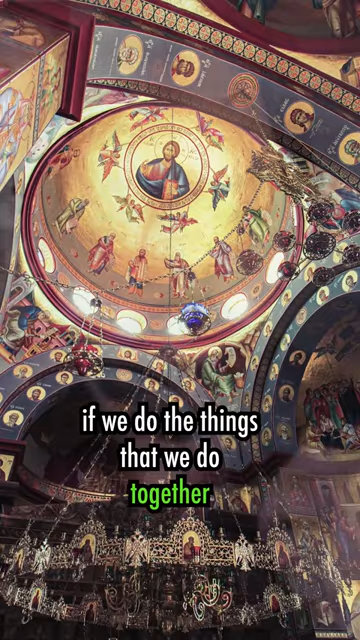 if we do the things
that we do
together